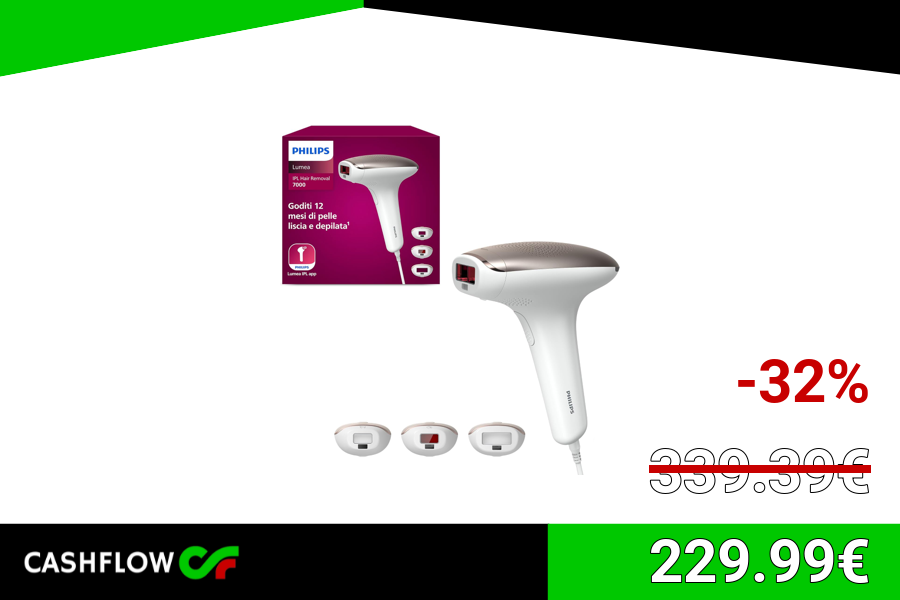 PHILIPS
Lumea
IPL Hair Removal
7000
Goditi 12
mesi di pelle
liscia e depilata¹
PHILIPS
Lumea IPL app
PHILIPS
-32%
339.39€
CASHFLOW
229.99€